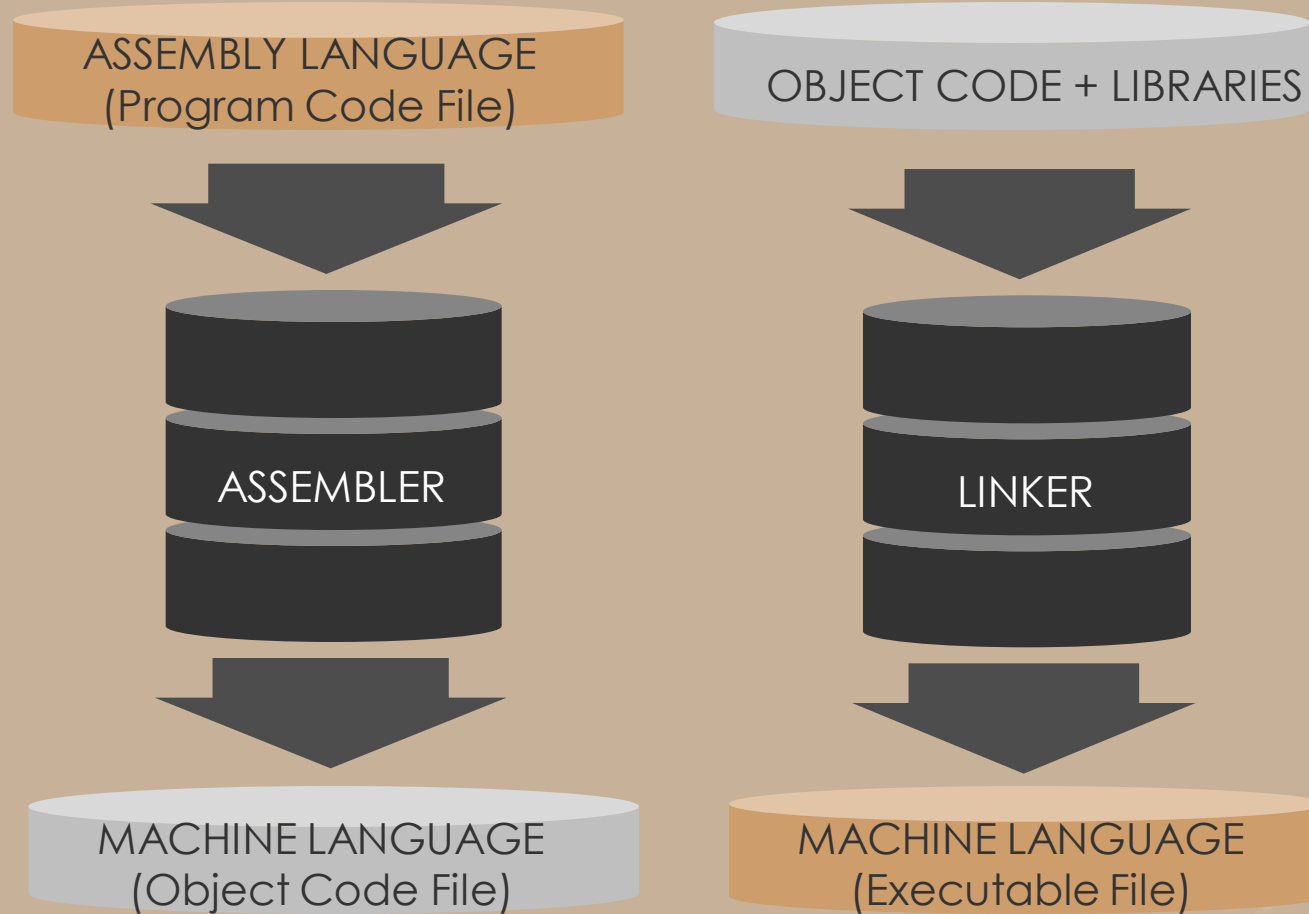 ASSEMBLY LANGUAGE
(Program Code File)
ASSEMBLER
MACHINE LANGUAGE
(Object Code File)
OBJECT CODE + LIBRARIES
LINKER
MACHINE LANGUAGE
(Executable File)